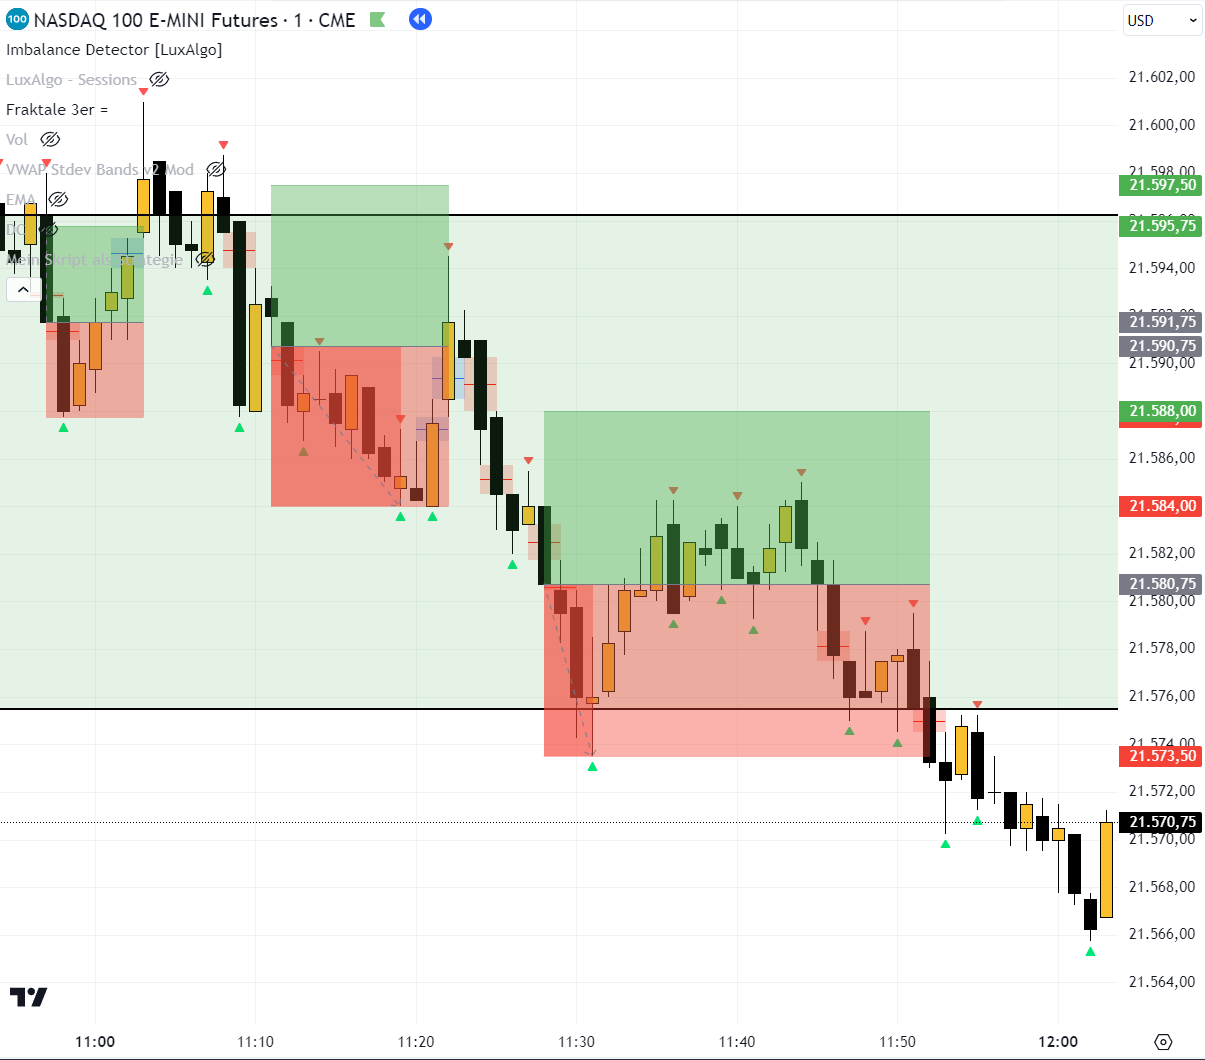 100 NASDAQ 100 E-MINI Futures · 1 · CME
USD
Imbalance Detector [LuxAlgo]
LuxAlgo - Sessions
Fraktale 3er =
Vol
VWAP Stdev Bands v2 Mod
EMA
DC
Mein Skript als Strategie
21.602,00
21.600,00
21.598,00
21.597,50
21.595,75
21.594,00
21.591,75
21.590,75
21.590,00
21.588,00
21.586,00
21.584,00
21.582,00
21.580,75
21.580,00
21.578,00
21.576,00
21.574,00
21.573,50
21.572,00
21.570,75
21.570,00
21.568,00
21.566,00
21.564,00
11:00 11:10 11:20 11:30 11:40 11:50 12:00